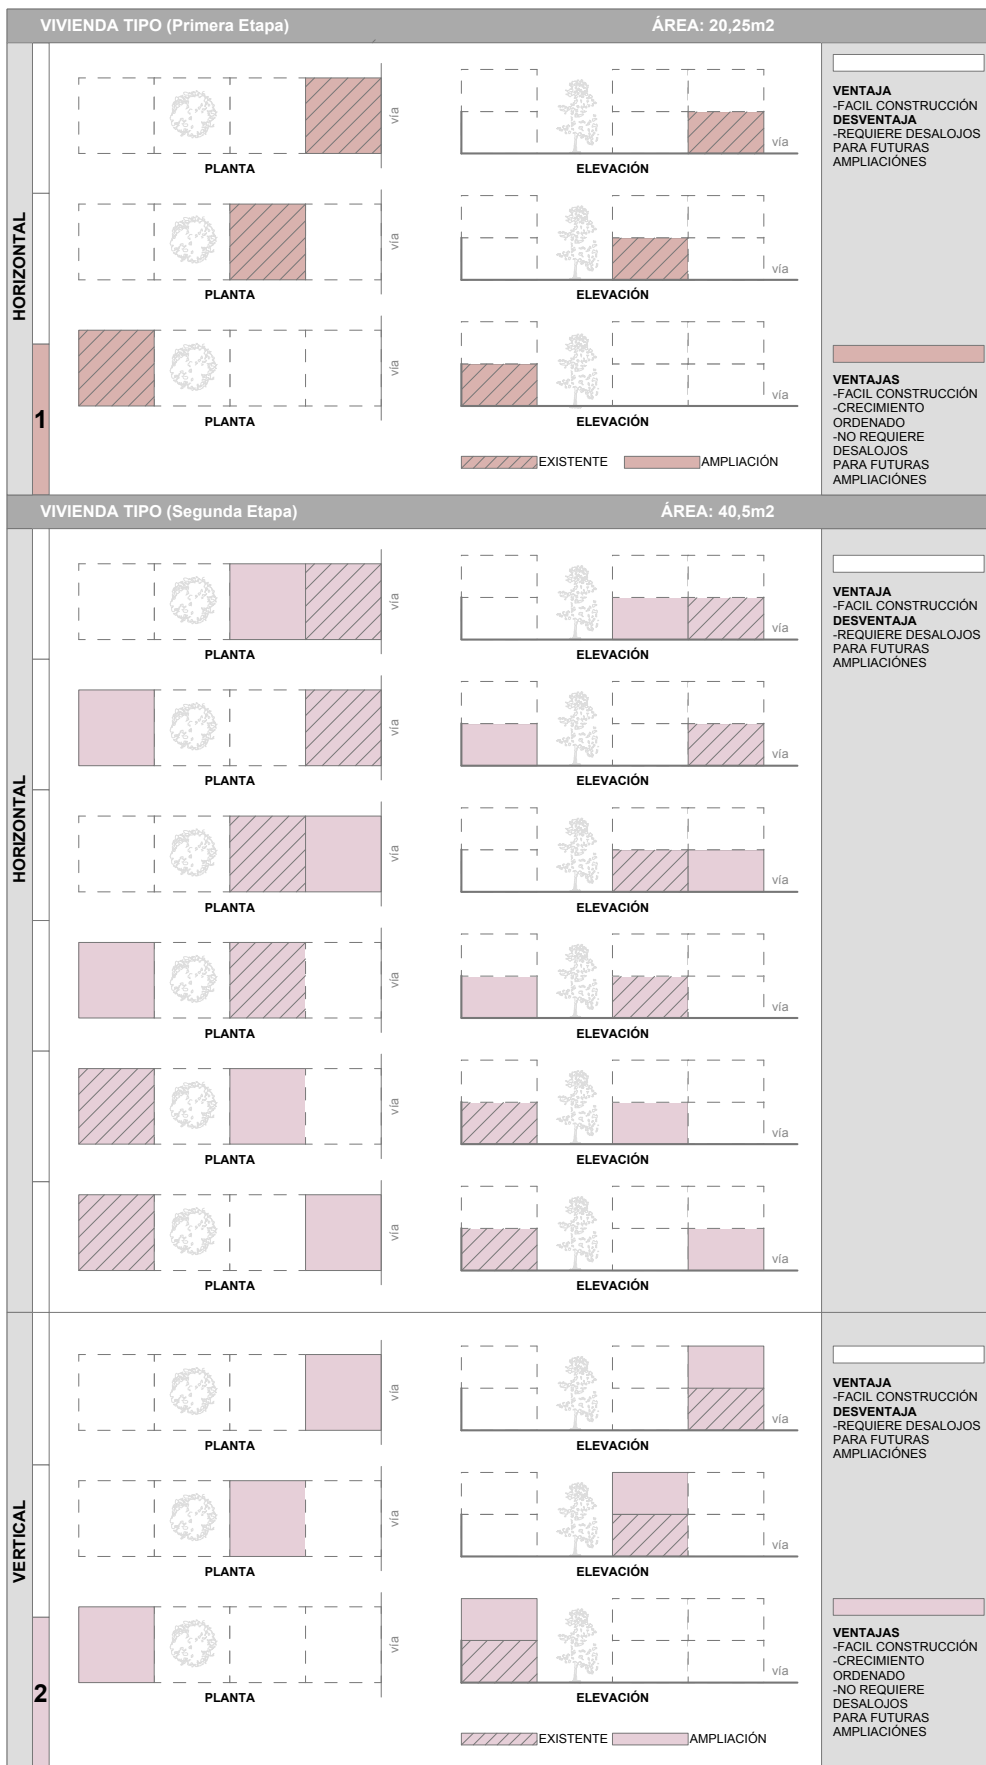 VIVIENDA TIPO (Primera Etapa) ÁREA: 20,25m2
HORIZONTAL
vía
PLANTA
vía
ELEVACIÓN
VENTAJA
-FACIL CONSTRUCCIÓN
DESVENTAJA
-REQUIERE DESALOJOS
PARA FUTURAS
AMPLIACIÓNES
vía
PLANTA
vía
ELEVACIÓN
1
vía
PLANTA
vía
ELEVACIÓN
VENTAJAS
-FACIL CONSTRUCCIÓN
-CRECIMIENTO
ORDENADO
-NO REQUIERE
DESALOJOS
PARA FUTURAS
AMPLIACIÓNES
EXISTENTE AMPLIACIÓN
VIVIENDA TIPO (Segunda Etapa) ÁREA: 40,5m2
HORIZONTAL
vía
PLANTA
vía
ELEVACIÓN
VENTAJA
-FACIL CONSTRUCCIÓN
DESVENTAJA
-REQUIERE DESALOJOS
PARA FUTURAS
AMPLIACIÓNES
vía
PLANTA
vía
ELEVACIÓN
vía
PLANTA
vía
ELEVACIÓN
vía
PLANTA
vía
ELEVACIÓN
vía
PLANTA
vía
ELEVACIÓN
vía
PLANTA
vía
ELEVACIÓN
VERTICAL
vía
PLANTA
vía
ELEVACIÓN
VENTAJA
-FACIL CONSTRUCCIÓN
DESVENTAJA
-REQUIERE DESALOJOS
PARA FUTURAS
AMPLIACIÓNES
vía
PLANTA
vía
ELEVACIÓN
2
vía
PLANTA
vía
ELEVACIÓN
VENTAJAS
-FACIL CONSTRUCCIÓN
-CRECIMIENTO
ORDENADO
-NO REQUIERE
DESALOJOS
PARA FUTURAS
AMPLIACIÓNES
EXISTENTE AMPLIACIÓN